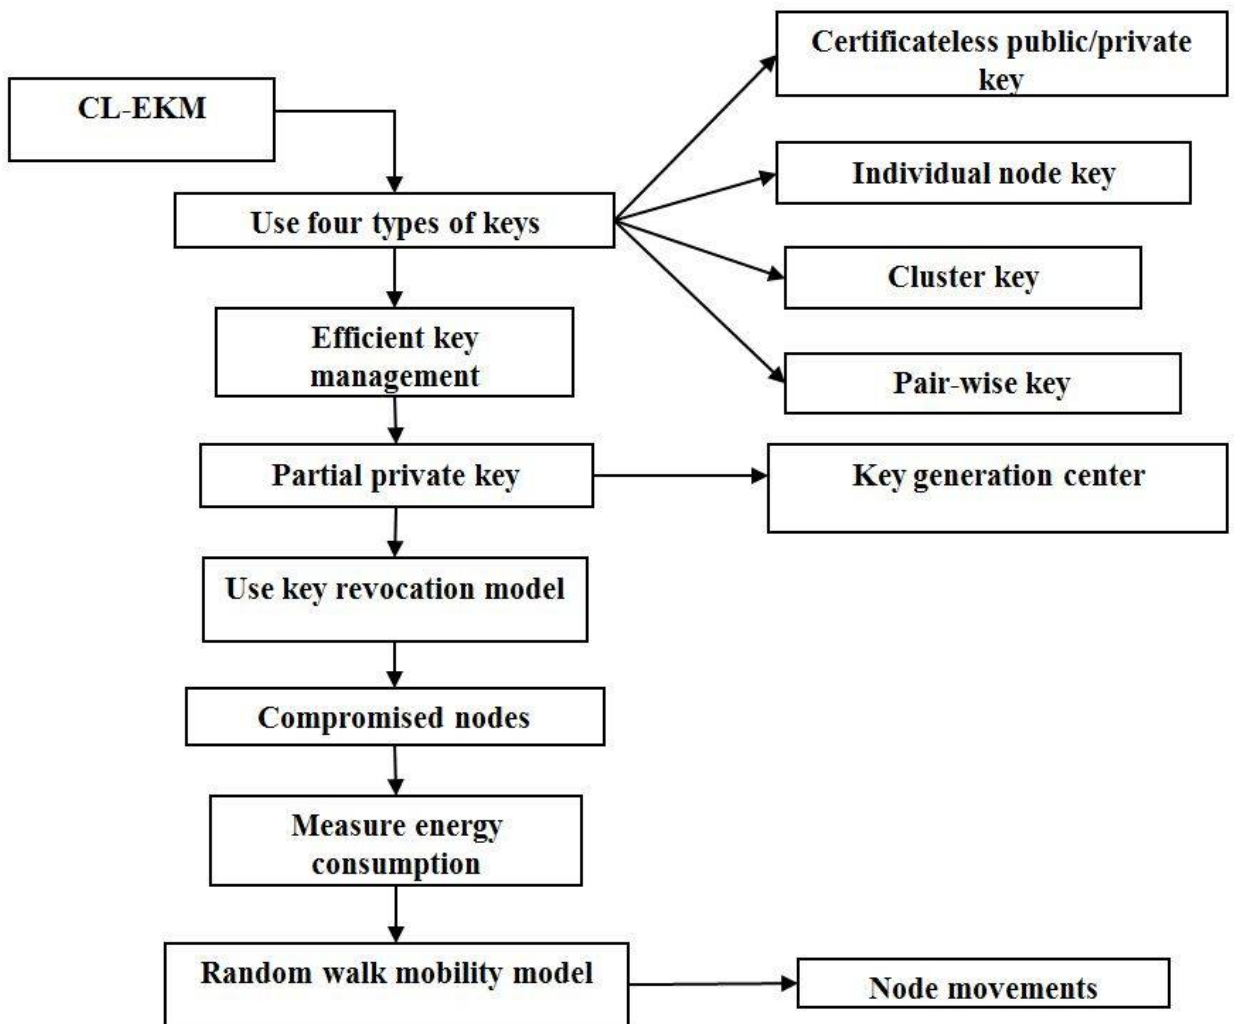 Certificateless public/private
key
CL-EKM
Individual node key
Use four types of keys
Cluster key
Efficient key
management
Pair-wise key
Partial private key
Key generation center
Use key revocation model
Compromised nodes
Measure energy
consumption
Random walk mobility model
Node movements